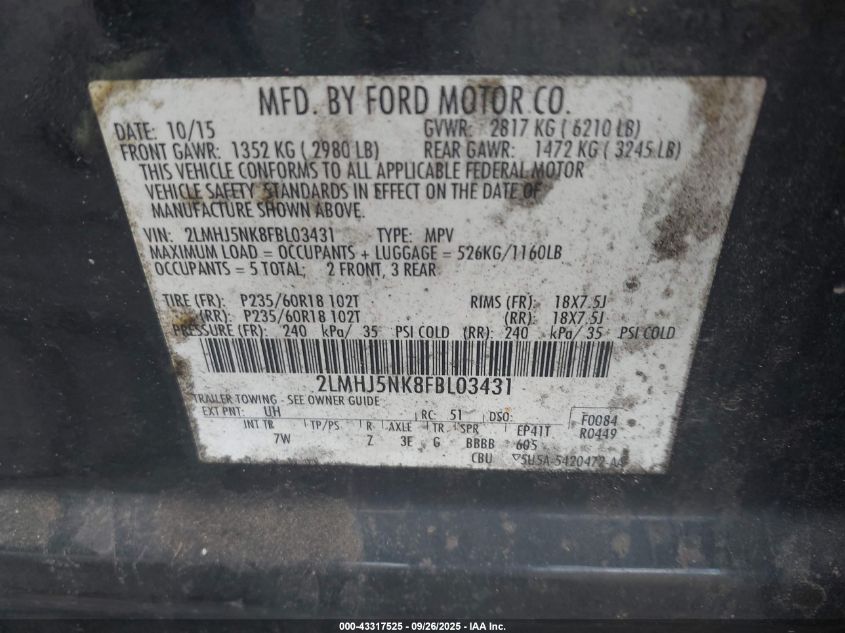 MFD. BY FORD MOTOR CO.
DATE: 10/15 GVWR: 2817 KG ( 6210 LB)
FRONT GAWR: 1352 KG ( 2980 LB) REAR GAWR: 1472 KG ( 3245 LB)
THIS VEHICLE CONFORMS TO ALL APPLICABLE FEDERAL MOTOR
VEHICLE SAFETY STANDARDS IN EFFECT ON THE DATE OF
MANUFACTURE SHOWN ABOVE.
VIN: 2LMHJ5NK8FBL03431 TYPE: MPV
MAXIMUM LOAD = OCCUPANTS + LUGGAGE = 526KG/1160LB
OCCUPANTS = 5 TOTAL; 2 FRONT, 3 REAR
TIRE (FR): P235/60R18 102T RIMS (FR): 18X7.5J
(RR): P235/60R18 102T (RR): 18X7.5J
PRESSURE (FR): 240 kPa/ 35 PSI COLD (RR): 240 kPa/ 35 PSI COLD
2LMHJ5NK8FBL03431
TRAILER TOWING - SEE OWNER GUIDE
EXT PNT: UH RC: 51 DSO: F0084
INT TR TP/PS R AXLE TR SPR EP41T R0449
7W Z 3E G BBBB 605
CBU 5U5A-5420472-AA
000-43317525 - 09/26/2025 - IAA Inc.